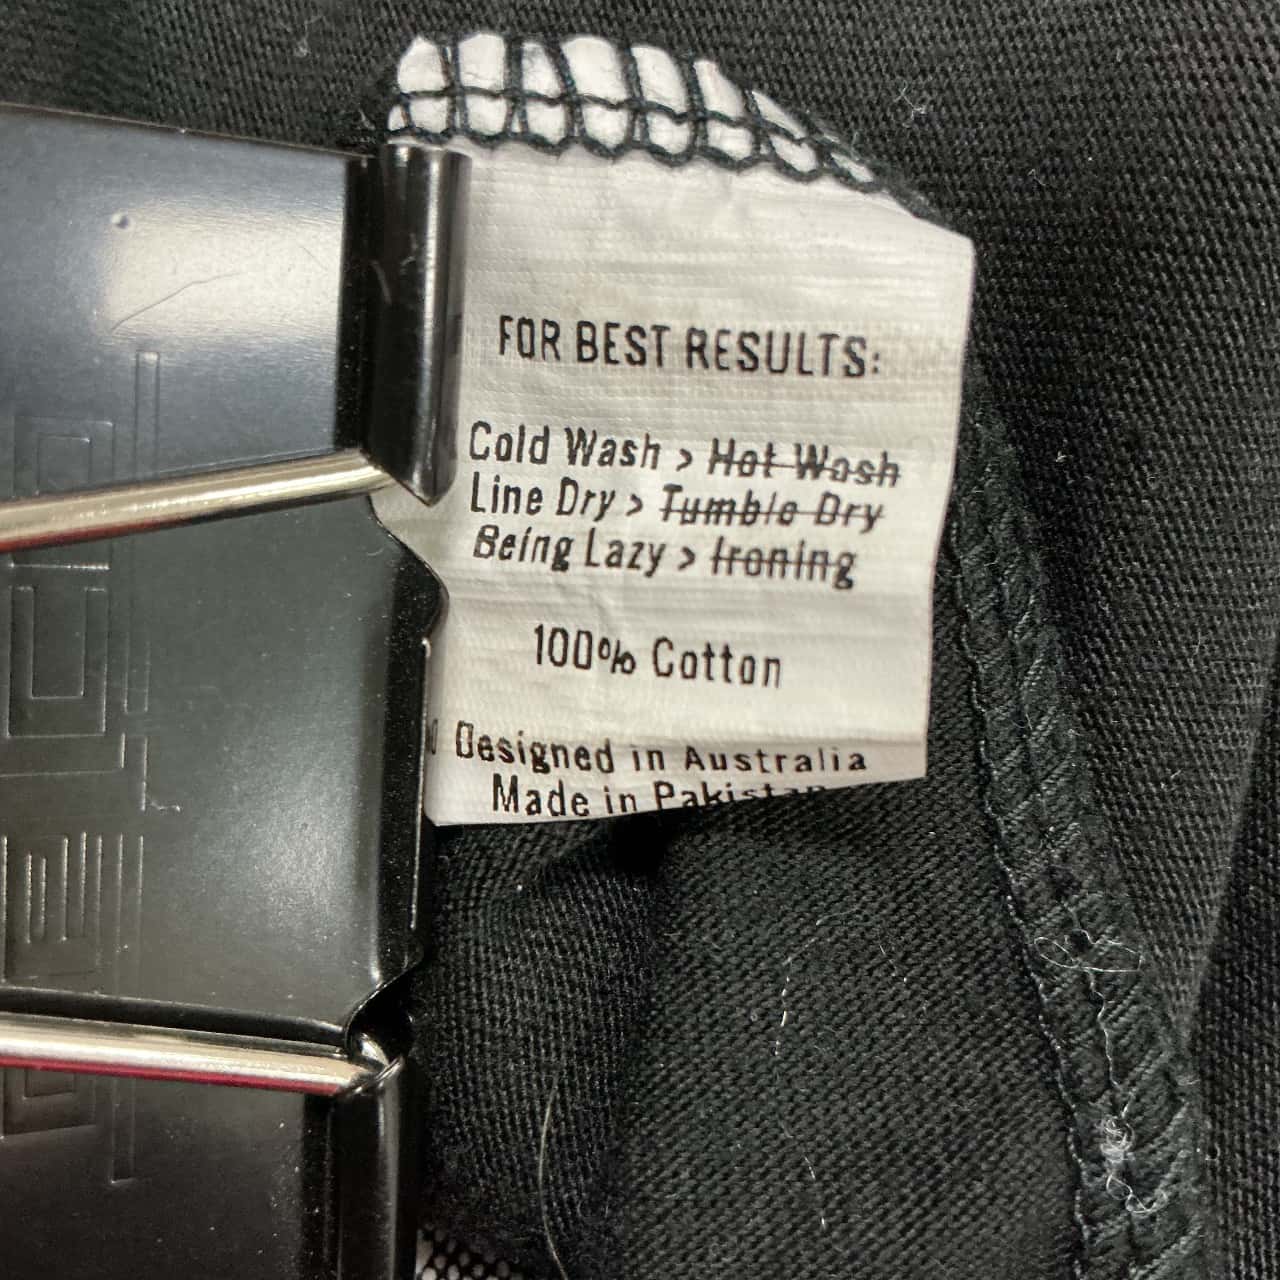 FOR BEST RESULTS:
Cold Wash > Hot Wash
Line Dry > Tumble Dry
Being Lazy > Ironing
100% Cotton
Designed in Australia
Made in Pakistan